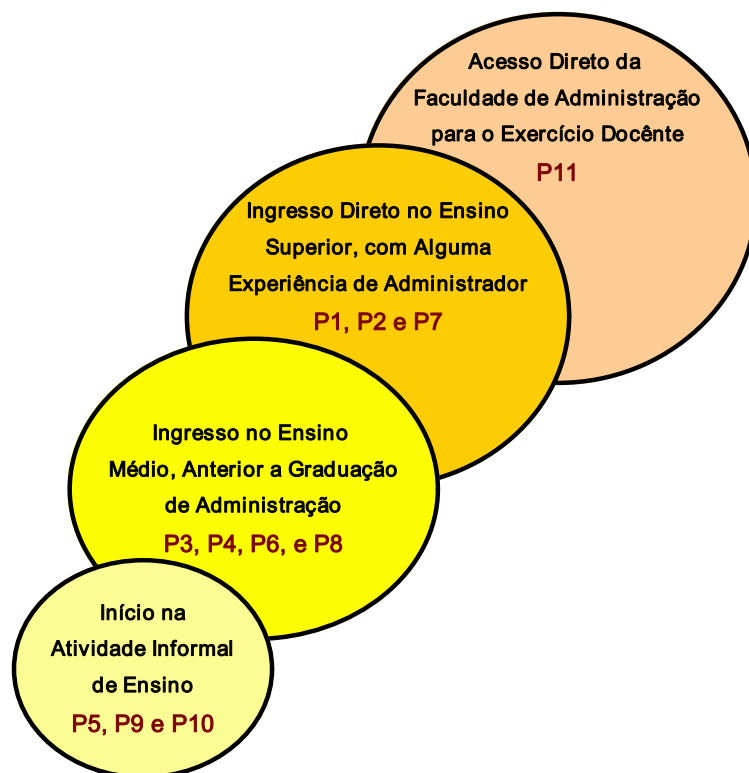 Acesso Direto da
Faculdade de Administração
para o Exercício Docênte
P11
Ingresso Direto no Ensino
Superior, com Alguma
Experiência de Administrador
P1, P2 e P7
Ingresso no Ensino
Médio, Anterior a Graduação
de Administração
P3, P4, P6, e P8
Início na
Atividade Informal
de Ensino
P5, P9 e P10